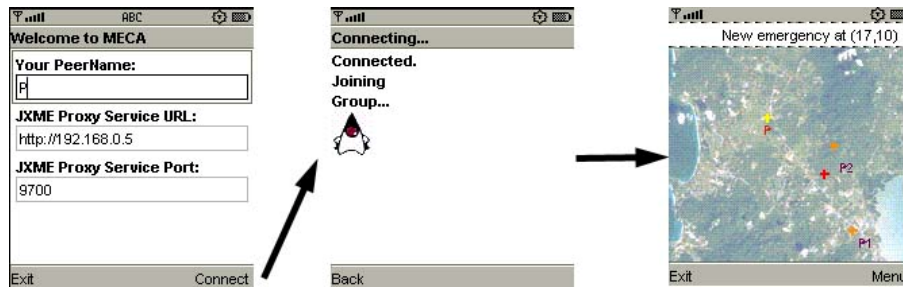 ABC
Welcome to MECA
Your PeerName:
P
JXME Proxy Service URL:
http://192.168.0.5
JXME Proxy Service Port:
9700
Exit Connect
Connecting...
Connected.
Joining
Group...
Back
New emergency at (17,10)
P
P2
P1
Exit Menu